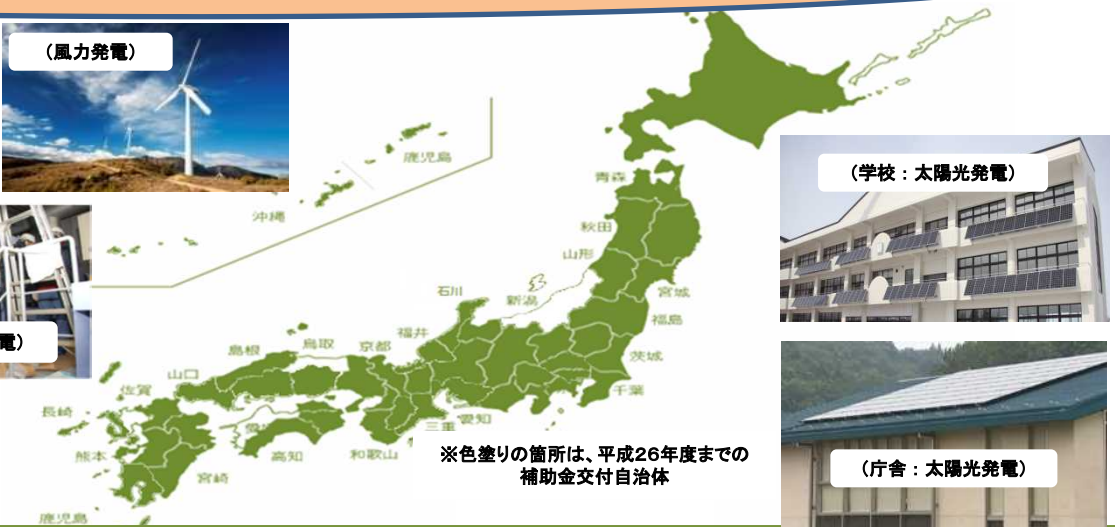 （風力発電）
鹿児島
沖縄
青森
秋田
山形
宮城
福島
新潟
石川
福井
茨城
千葉
島根
鳥取
京都
山口
佐賀
長崎
熊本
宮崎
鹿児島
高知
和歌山
三重
愛知
電）
（学校：太陽光発電）
（庁舎：太陽光発電）
※色塗りの箇所は、平成26年度までの
補助金交付自治体